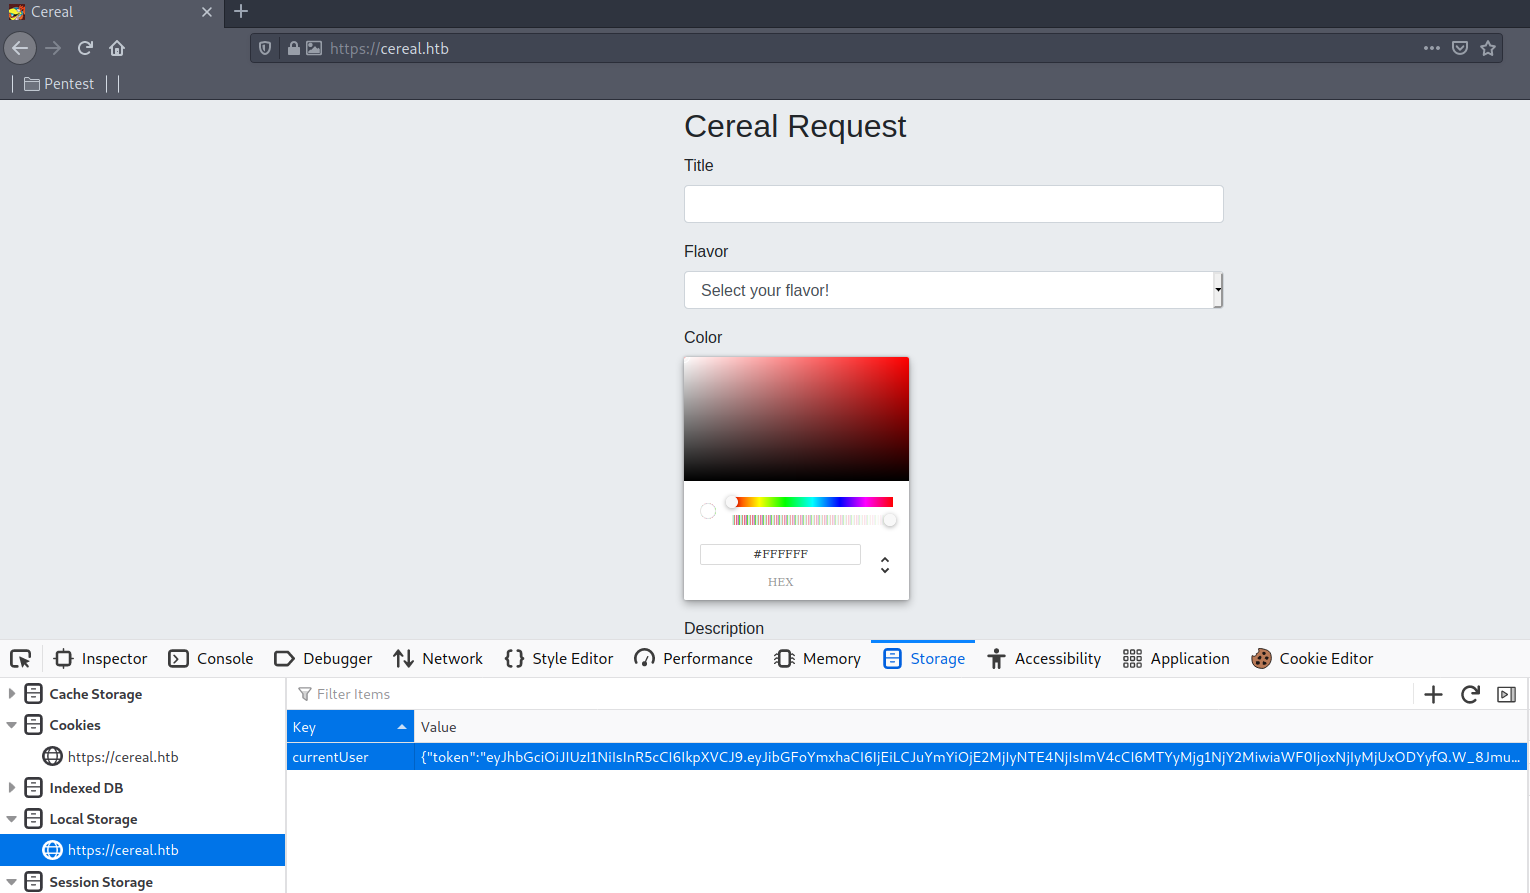 Cereal
https://cereal.htb
Pentest
Cereal Request
Title
Flavor
Select your flavor!
Color
#FFFFFF
HEX
Description
Inspector Console Debugger Network Style Editor Performance Memory Storage Accessibility Application Cookie Editor
Cache Storage
Cookies
https://cereal.htb
Indexed DB
Local Storage
https://cereal.htb
Session Storage
Filter Items
Key Value
currentUser {"token":"eyJhbGciOiJIUzI1NiIsInR5cCI6IkpXVCJ9.eyJibGFoYmxhaCI6IjEiLCJuYmYiOjE2MjIyNTE4NjIsImV4cCI6MTYyMjg1NjY2MiwiaWF0IjoxNjIyMjUxODYyfQ.W_8Jmu...